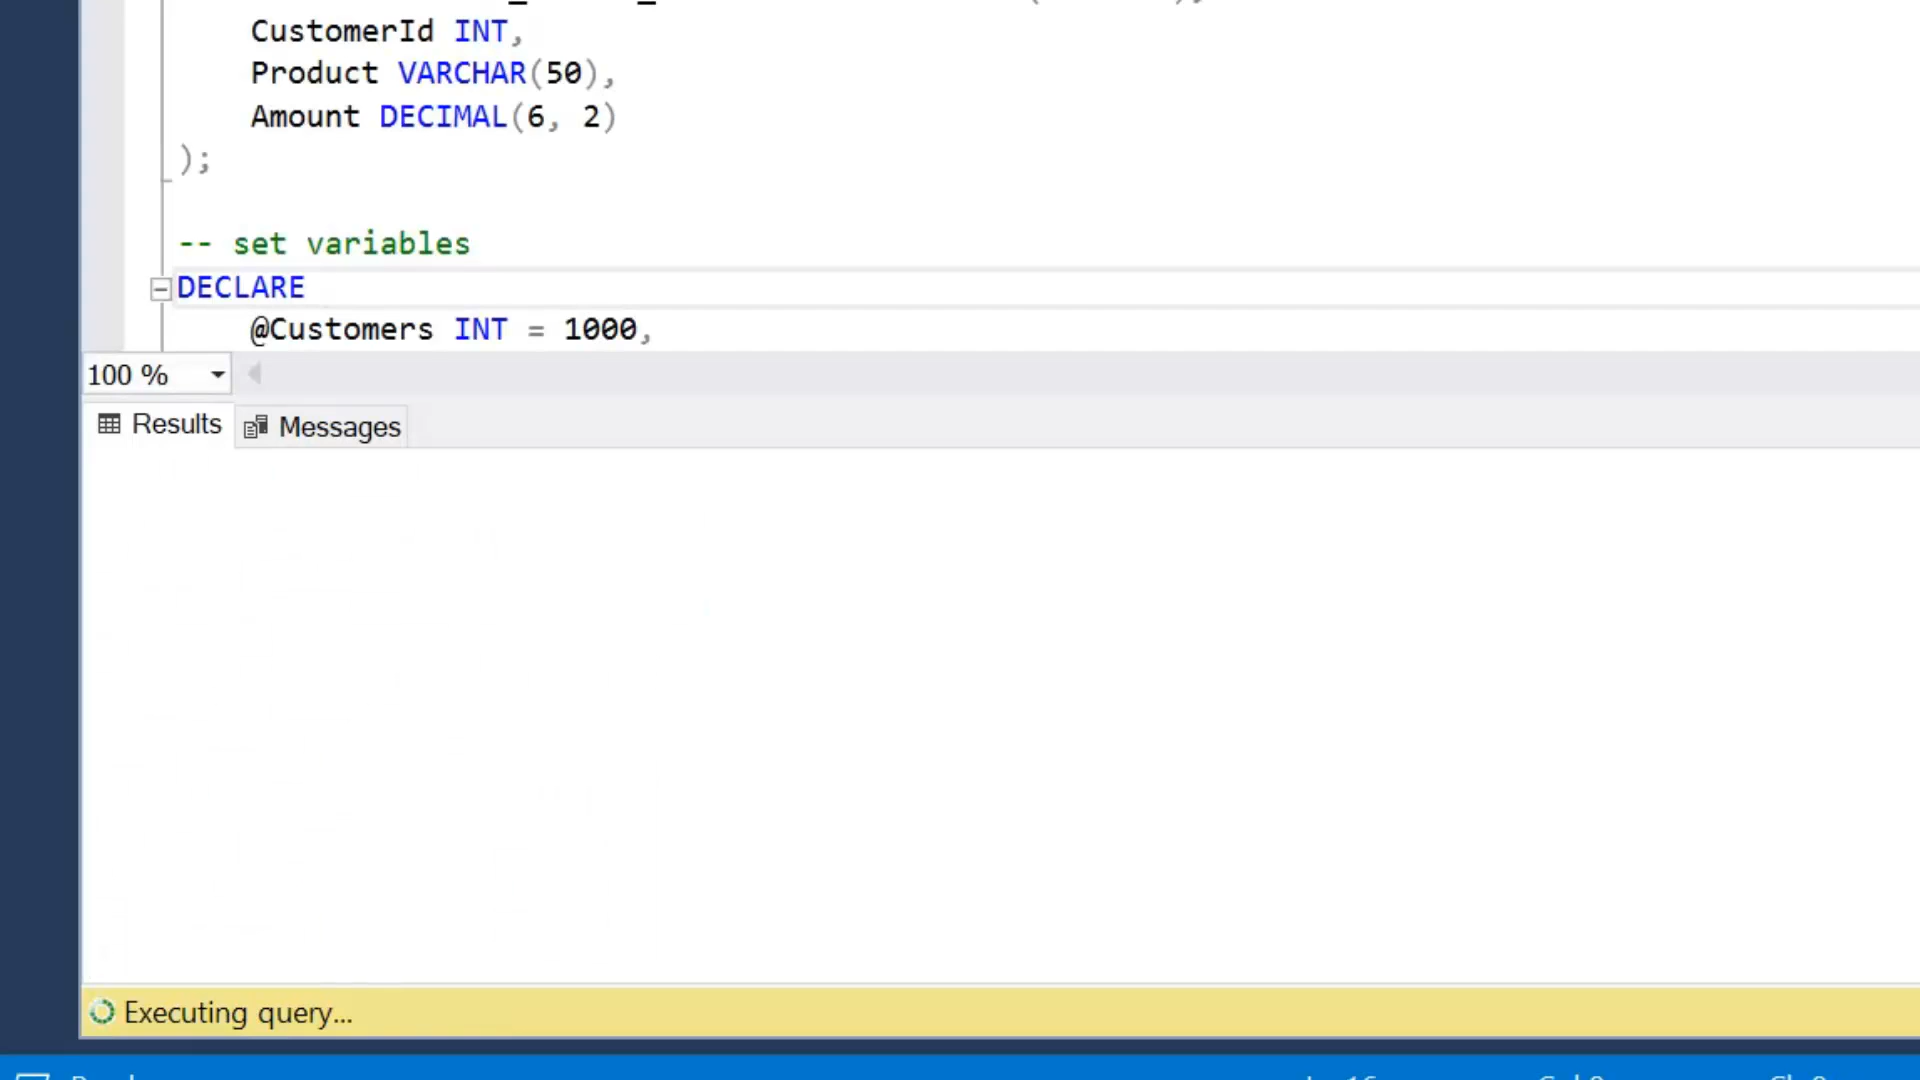 CustomerId INT,
Product VARCHAR(50),
Amount DECIMAL(6, 2)
);
-- set variables
DECLARE
@Customers INT = 1000,
100 %
Results Messages
Executing query...